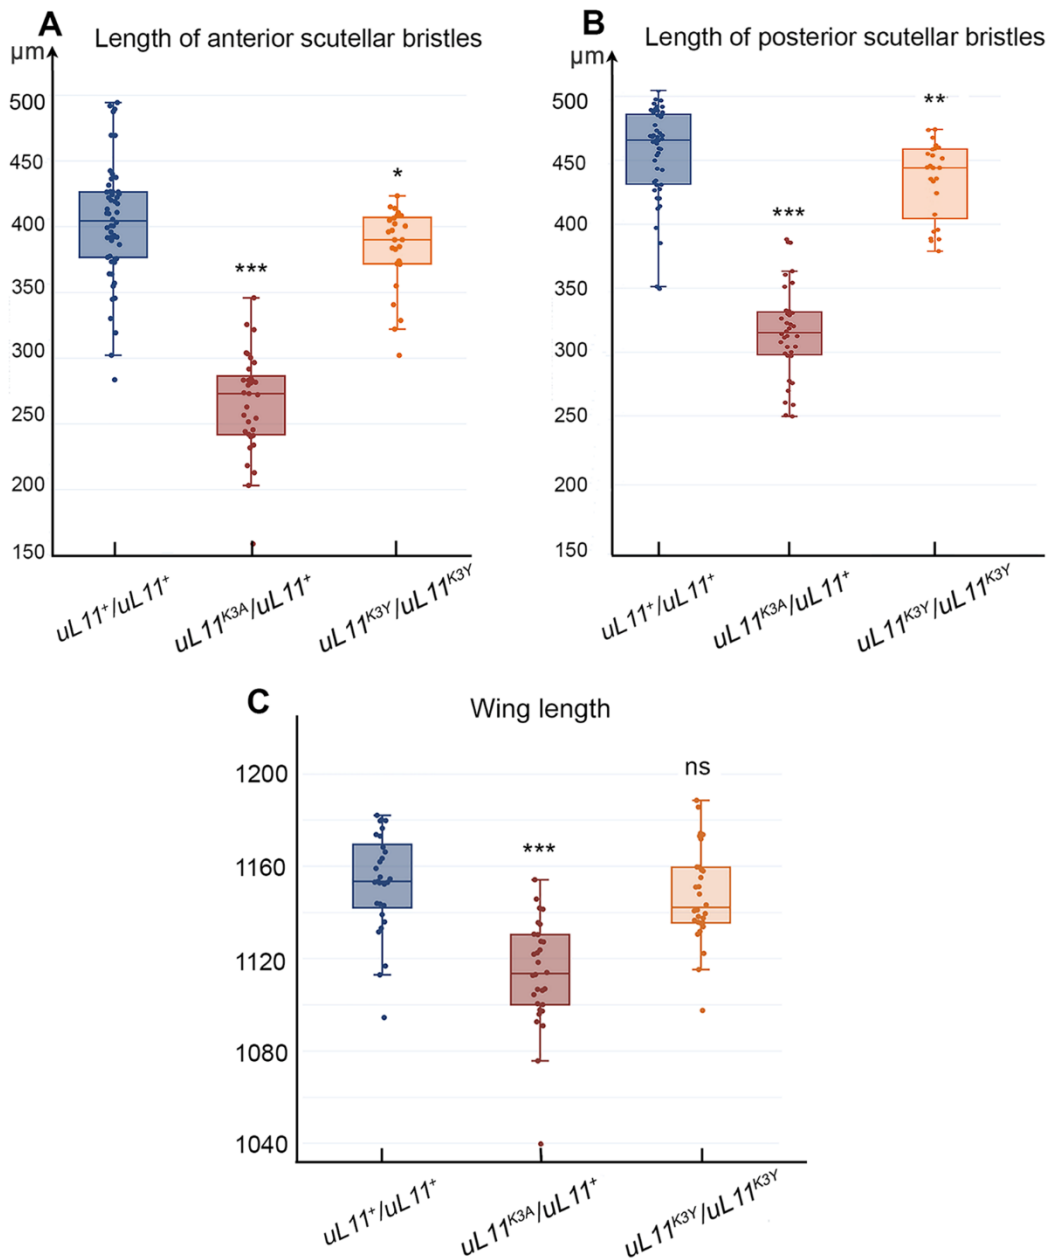 A
Length of anterior scutellar bristles
µm
500
450
400
350
300
250
200
150
***
*
uL11⁺/uL11⁺
uL11ᴷ³ᴬ/uL11⁺
uL11ᴷ³ʸ/uL11ᴷ³ʸ
B
Length of posterior scutellar bristles
µm
500
450
400
350
300
250
200
150
***
**
uL11⁺/uL11⁺
uL11ᴷ³ᴬ/uL11⁺
uL11ᴷ³ʸ/uL11ᴷ³ʸ
C
Wing length
1200
1160
1120
1080
1040
***
ns
uL11⁺/uL11⁺
uL11ᴷ³ᴬ/uL11⁺
uL11ᴷ³ʸ/uL11ᴷ³ʸ